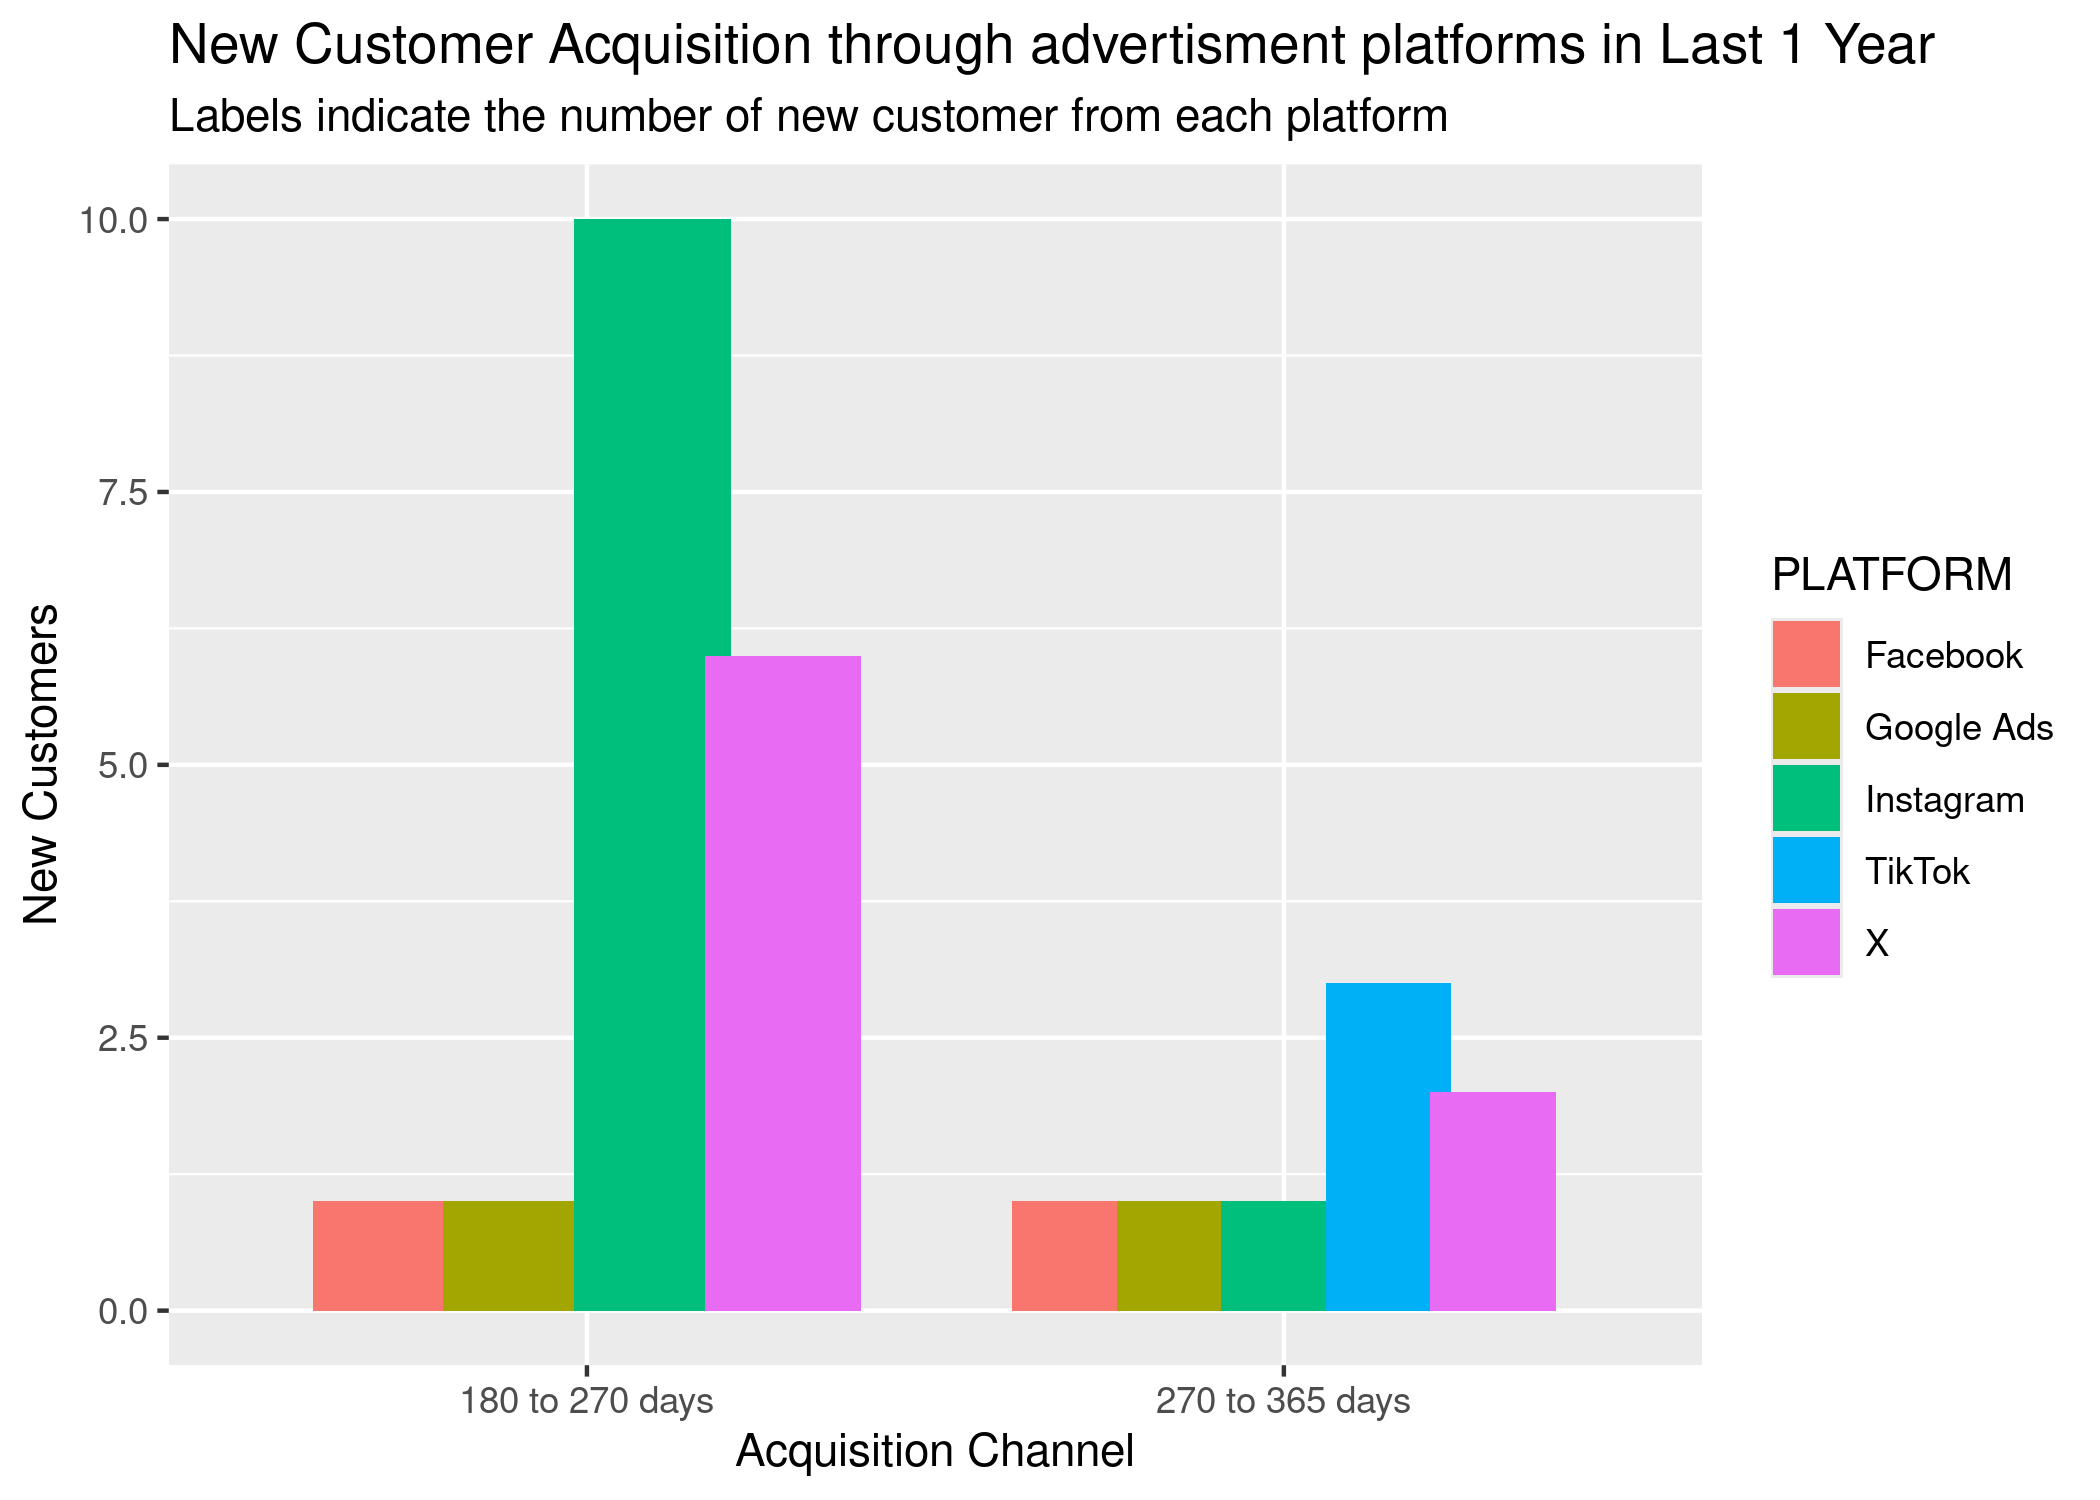 New Customer Acquisition through advertisment platforms in Last 1 Year
Labels indicate the number of new customer from each platform
10.0
7.5
5.0
2.5
0.0
New Customers
180 to 270 days
270 to 365 days
Acquisition Channel
PLATFORM
Facebook
Google Ads
Instagram
TikTok
X